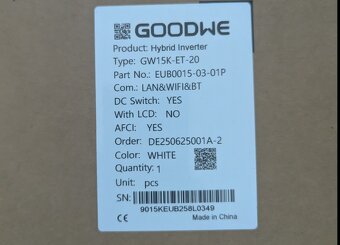 GOODWE
Product: Hybrid Inverter
Type: GW15K-ET-20
Part No.: EUB0015-03-01P
Com.: LAN&WIFI&BT
DC Switch: YES
With LCD: NO
AFCI: YES
Order: DE250625001A-2
Color: WHITE
Quantity: 1
Unit: pcs
SN:
9015KEUB258L0349
CE Made in China